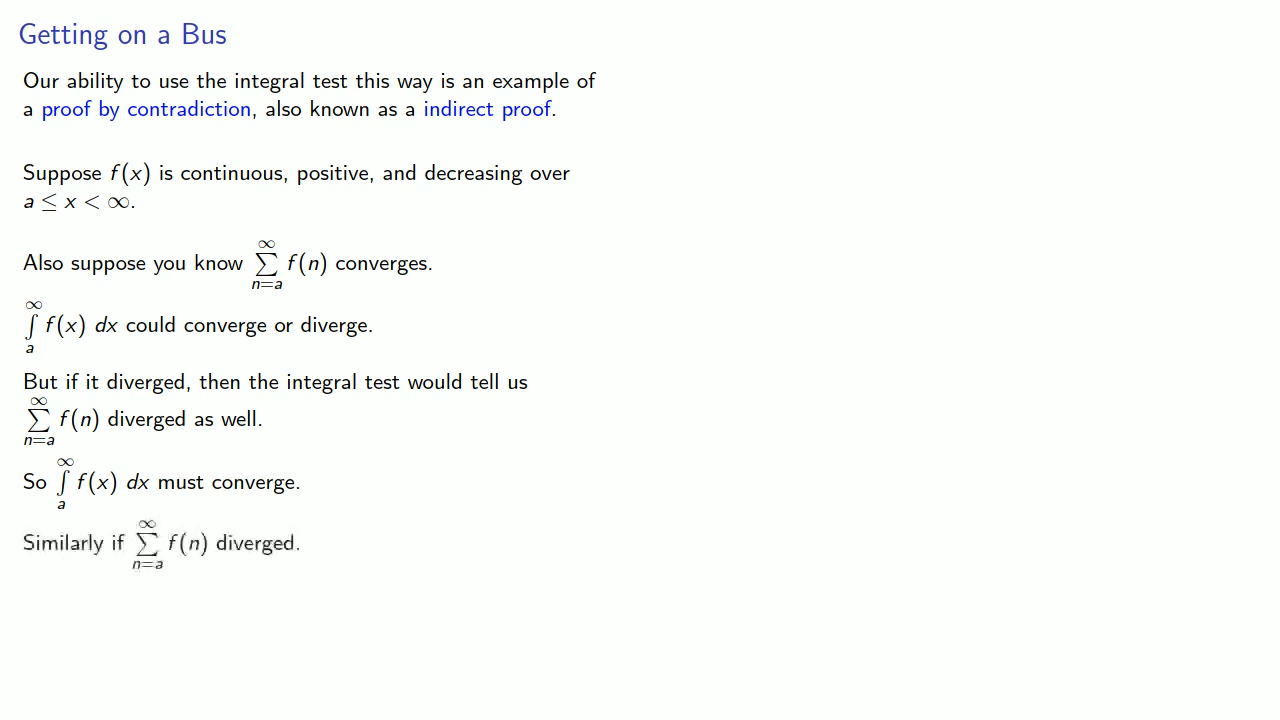 Getting on a Bus
Our ability to use the integral test this way is an example of
a proof by contradiction, also known as a indirect proof.
Suppose f(x) is continuous, positive, and decreasing over
a ≤ x < ∞.
Also suppose you know ∑_{n=a}^{∞} f(n) converges.
∫_{a}^{∞} f(x) dx could converge or diverge.
But if it diverged, then the integral test would tell us
∑_{n=a}^{∞} f(n) diverged as well.
So ∫_{a}^{∞} f(x) dx must converge.
Similarly if ∑_{n=a}^{∞} f(n) diverged.